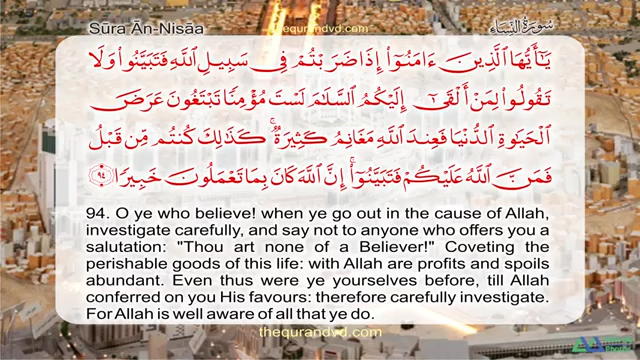 Sūra Ān-Nisāa
thequrandvd.com
سورة النساء
يَـٰٓأَيُّهَا ٱلَّذِينَ ءَامَنُوٓا۟ إِذَا ضَرَبْتُمْ فِى سَبِيلِ ٱللَّهِ فَتَبَيَّنُوا۟ وَلَا
تَقُولُوا۟ لِمَنْ أَلْقَىٰٓ إِلَيْكُمُ ٱلسَّلَـٰمَ لَسْتَ مُؤْمِنًا تَبْتَغُونَ عَرَضَ
ٱلْحَيَوٰةِ ٱلدُّنْيَا فَعِندَ ٱللَّهِ مَغَانِمُ كَثِيرَةٌ ۚ كَذَٰلِكَ كُنتُم مِّن قَبْلُ
فَمَنَّ ٱللَّهُ عَلَيْكُمْ فَتَبَيَّنُوٓا۟ ۚ إِنَّ ٱللَّهَ كَانَ بِمَا تَعْمَلُونَ خَبِيرًا ٩٤
94. O ye who believe! when ye go out in the cause of Allah,
investigate carefully, and say not to anyone who offers you a
salutation: "Thou art none of a Believer!" Coveting the
perishable goods of this life: with Allah are profits and spoils
abundant. Even thus were ye yourselves before, till Allah
conferred on you His favours: therefore carefully investigate.
For Allah is well aware of all that ye do.
thequrandvd.com